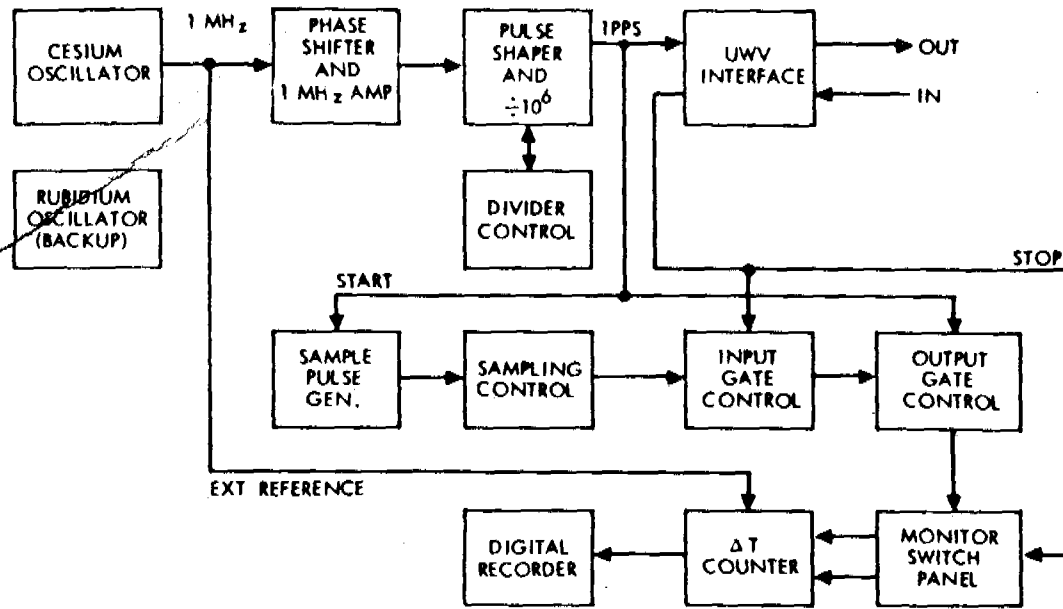 CESIUM
OSCILLATOR
1 MHz
PHASE
SHIFTER
AND
1 MHz AMP
PULSE
SHAPER
AND
÷10⁶
1PPS
UWV
INTERFACE
OUT
IN
RUBIDIUM
OSCILLATOR
(BACKUP)
DIVIDER
CONTROL
STOP
START
SAMPLE
PULSE
GEN.
SAMPLING
CONTROL
INPUT
GATE
CONTROL
OUTPUT
GATE
CONTROL
EXT REFERENCE
DIGITAL
RECORDER
ΔT
COUNTER
MONITOR
SWITCH
PANEL